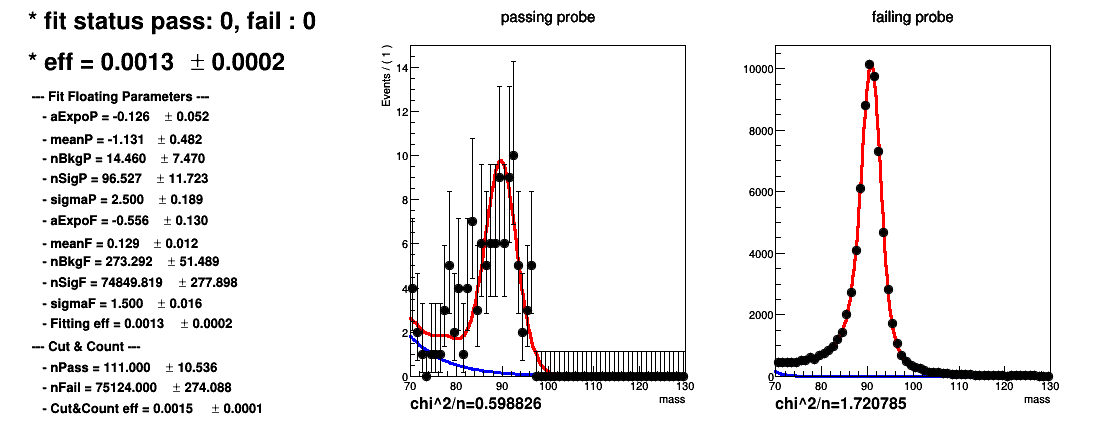 * fit status pass: 0, fail : 0
* eff = 0.0013 ± 0.0002
--- Fit Floating Parameters ---
- aExpoP = -0.126 ± 0.052
- meanP = -1.131 ± 0.482
- nBkgP = 14.460 ± 7.470
- nSigP = 96.527 ± 11.723
- sigmaP = 2.500 ± 0.189
- aExpoF = -0.556 ± 0.130
- meanF = 0.129 ± 0.012
- nBkgF = 273.292 ± 51.489
- nSigF = 74849.819 ± 277.898
- sigmaF = 1.500 ± 0.016
- Fitting eff = 0.0013 ± 0.0002
--- Cut & Count ---
- nPass = 111.000 ± 10.536
- nFail = 75124.000 ± 274.088
- Cut&Count eff = 0.0015 ± 0.0001
passing probe
Events / ( 1 )
14
12
10
8
6
4
2
0
70 80 90 100 110 120 130
mass
chi^2/n=0.598826
failing probe
10000
8000
6000
4000
2000
0
70 80 90 100 110 120 130
mass
chi^2/n=1.720785